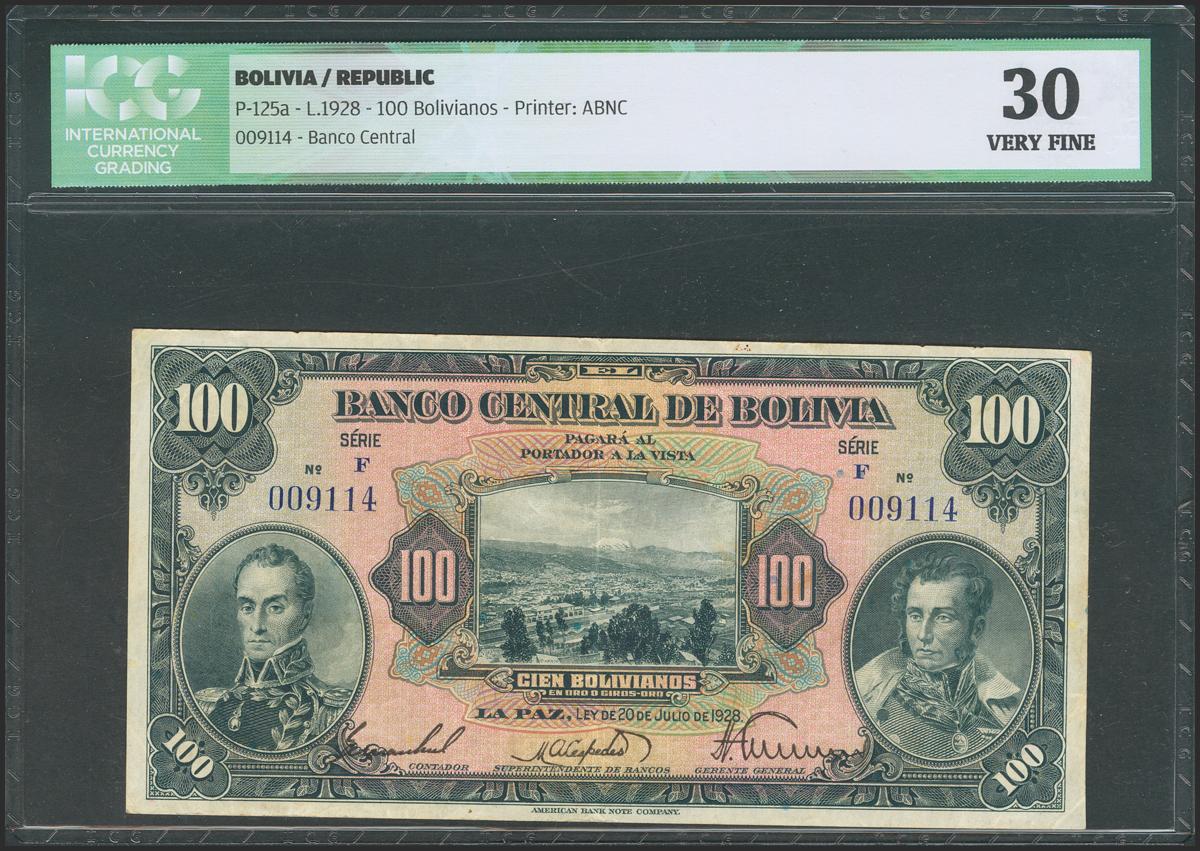 ICG
INTERNATIONAL
CURRENCY
GRADING
BOLIVIA / REPUBLIC
P-125a - L.1928 - 100 Bolivianos - Printer: ABNC
009114 - Banco Central
30
VERY FINE
EL
BANCO CENTRAL DE BOLIVIA
PAGARÁ AL
PORTADOR A LA VISTA
100
100
SÉRIE
F
Nº
009114
SÉRIE
F
Nº
009114
100
100
CIEN BOLIVIANOS
EN ORO O GIROS-ORO
LA PAZ, LEY DE 20 DE JULIO DE 1928
CONTADOR
SUPERINTENDENTE DE BANCOS
GERENTE GENERAL
100
100
AMERICAN BANK NOTE COMPANY.